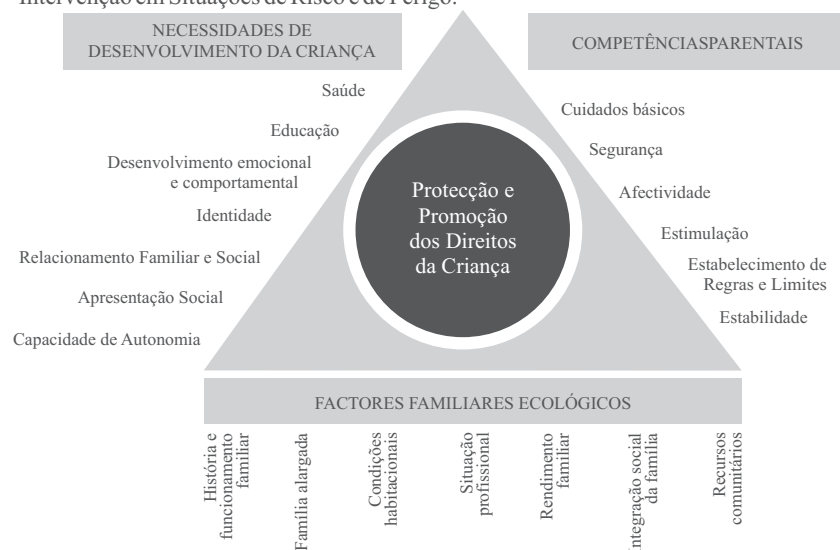 Intervenção em Situações de Risco e de Perigo.
NECESSIDADES DE
DESENVOLVIMENTO DA CRIANÇA
Saúde
Educação
Desenvolvimento emocional
e comportamental
Identidade
Relacionamento Familiar e Social
Apresentação Social
Capacidade de Autonomia
COMPETÊNCIASPARENTAIS
Cuidados básicos
Segurança
Afectividade
Estimulação
Estabelecimento de
Regras e Limites
Estabilidade
Protecção e
Promoção
dos Direitos
da Criança
FACTORES FAMILIARES ECOLÓGICOS
História e
funcionamento
familiar
Família alargada
Condições
habitacionais
Situação
profissional
Rendimento
familiar
Integração social
da família
Recursos
comunitários